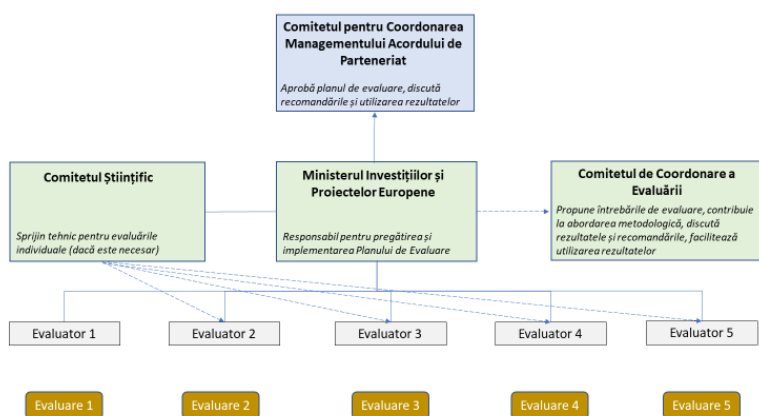 Comitetul pentru Coordonarea
Managementului Acordului de
Parteneriat
Aprobă planul de evaluare, discută
recomandările și utilizarea rezultatelor
Comitetul Științific
Sprijin tehnic pentru evaluările
individuale (dacă este necesar)
Ministerul Investițiilor și
Proiectelor Europene
Responsabil pentru pregătirea și
implementarea Planului de Evaluare
Comitetul de Coordonare a
Evaluării
Propune întrebările de evaluare, contribuie
la abordarea metodologică, discută
rezultatele și recomandările, facilitează
utilizarea rezultatelor
Evaluator 1
Evaluator 2
Evaluator 3
Evaluator 4
Evaluator 5
Evaluare 1
Evaluare 2
Evaluare 3
Evaluare 4
Evaluare 5